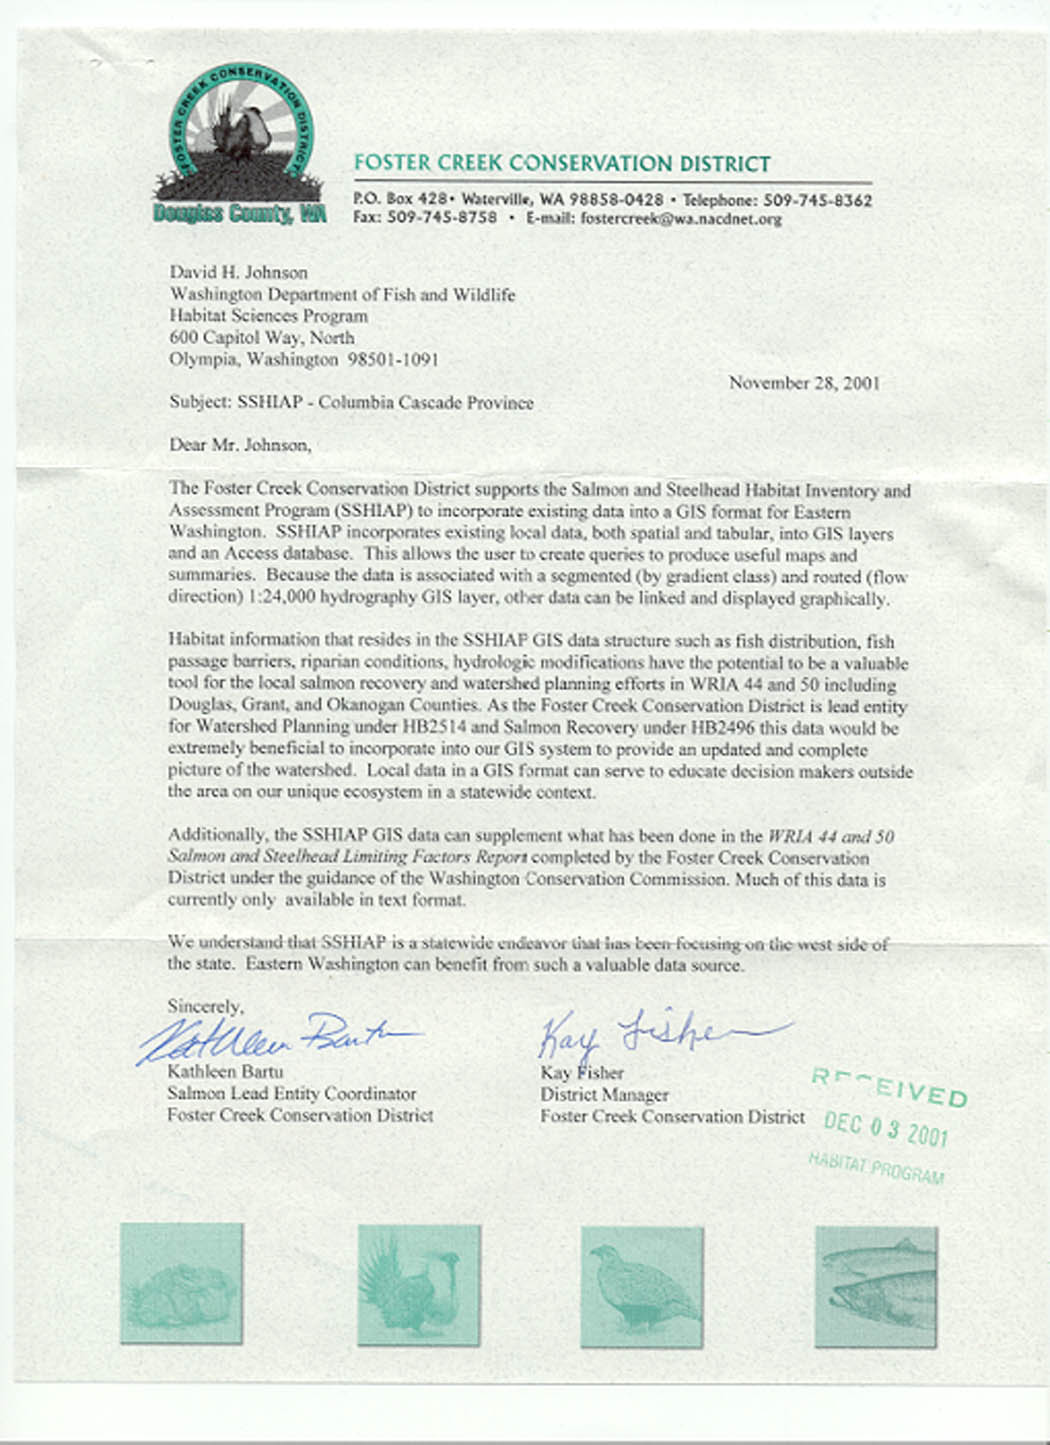 FOSTER CREEK CONSERVATION DISTRICT
Douglas County, WA
FOSTER CREEK CONSERVATION DISTRICT
P.O. Box 428 • Waterville, WA 98858-0428 • Telephone: 509-745-8362
Fax: 509-745-8758 • E-mail: fostercreek@wa.nacdnet.org
David H. Johnson
Washington Department of Fish and Wildlife
Habitat Sciences Program
600 Capitol Way, North
Olympia, Washington 98501-1091
November 28, 2001
Subject: SSHIAP - Columbia Cascade Province
Dear Mr. Johnson,
The Foster Creek Conservation District supports the Salmon and Steelhead Habitat Inventory and
Assessment Program (SSHIAP) to incorporate existing data into a GIS format for Eastern
Washington. SSHIAP incorporates existing local data, both spatial and tabular, into GIS layers
and an Access database. This allows the user to create queries to produce useful maps and
summaries. Because the data is associated with a segmented (by gradient class) and routed (flow
direction) 1:24,000 hydrography GIS layer, other data can be linked and displayed graphically.
Habitat information that resides in the SSHIAP GIS data structure such as fish distribution, fish
passage barriers, riparian conditions, hydrologic modifications have the potential to be a valuable
tool for the local salmon recovery and watershed planning efforts in WRIA 44 and 50 including
Douglas, Grant, and Okanogan Counties. As the Foster Creek Conservation District is lead entity
for Watershed Planning under HB2514 and Salmon Recovery under HB2496 this data would be
extremely beneficial to incorporate into our GIS system to provide an updated and complete
picture of the watershed. Local data in a GIS format can serve to educate decision makers outside
the area on our unique ecosystem in a statewide context.
Additionally, the SSHIAP GIS data can supplement what has been done in the WRIA 44 and 50
Salmon and Steelhead Limiting Factors Report completed by the Foster Creek Conservation
District under the guidance of the Washington Conservation Commission. Much of this data is
currently only available in text format.
We understand that SSHIAP is a statewide endeavor that has been focusing on the west side of
the state. Eastern Washington can benefit from such a valuable data source.
Sincerely,
Kathleen Bartu
Kay Fisher
Kathleen Bartu
Salmon Lead Entity Coordinator
Foster Creek Conservation District
Kay Fisher
District Manager
Foster Creek Conservation District
RECEIVED
DEC 03 2001
HABITAT PROGRAM